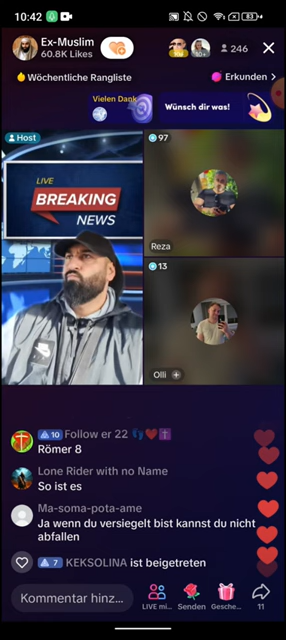 10:42
83
Ex-Muslim
60.8K Likes
246
Wöchentliche Rangliste
Erkunden
Vielen Dank
Wünsch dir was!
Host
LIVE
BREAKING
NEWS
97
Reza
13
Olli
10 Follow er 22
Römer 8
Lone Rider with no Name
So ist es
Ma-soma-pota-ame
Ja wenn du versiegelt bist kannst du nicht
abfallen
7 KEKSOLINA ist beigetreten
Kommentar hinz...
LIVE mi...
Senden
Gesche...
11